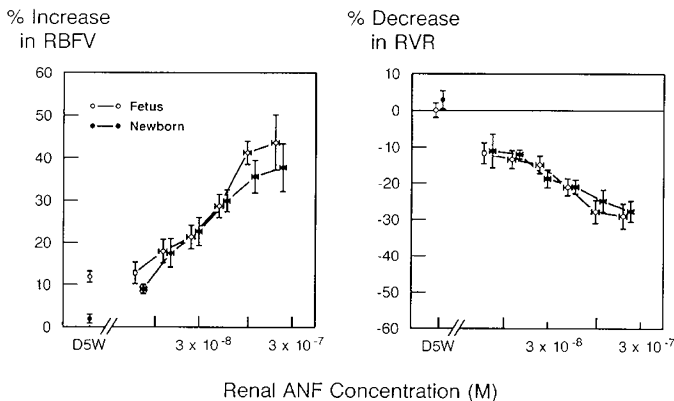 % Increase
in RBFV
% Decrease
in RVR
60
50
40
30
20
10
0
Fetus
Newborn
D5W
3 x 10⁻⁸
3 x 10⁻⁷
10
0
-10
-20
-30
-40
-50
-60
D5W
3 x 10⁻⁸
3 x 10⁻⁷
Renal ANF Concentration (M)